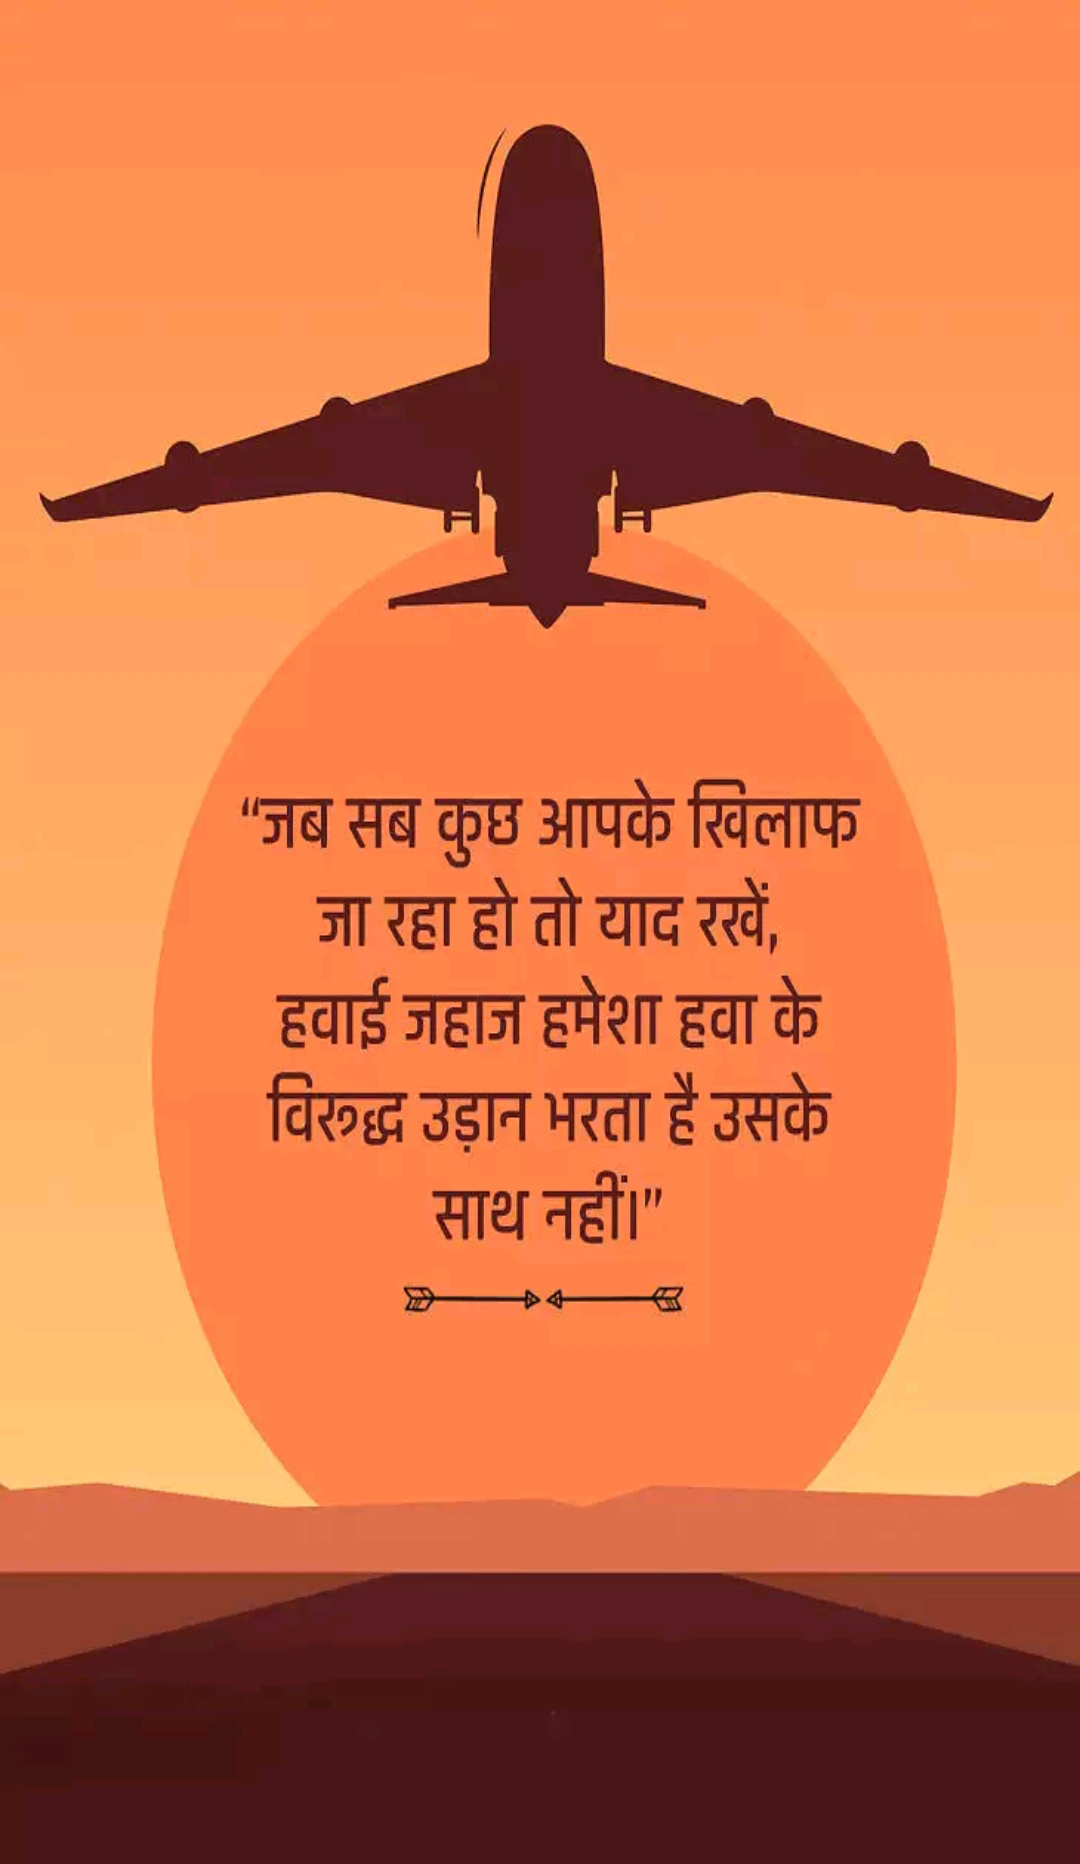 “जब सब कुछ आपके खिलाफ
जा रहा हो तो याद रखें,
हवाई जहाज हमेशा हवा के
विरुद्ध उड़ान भरता है उसके
साथ नहीं।”